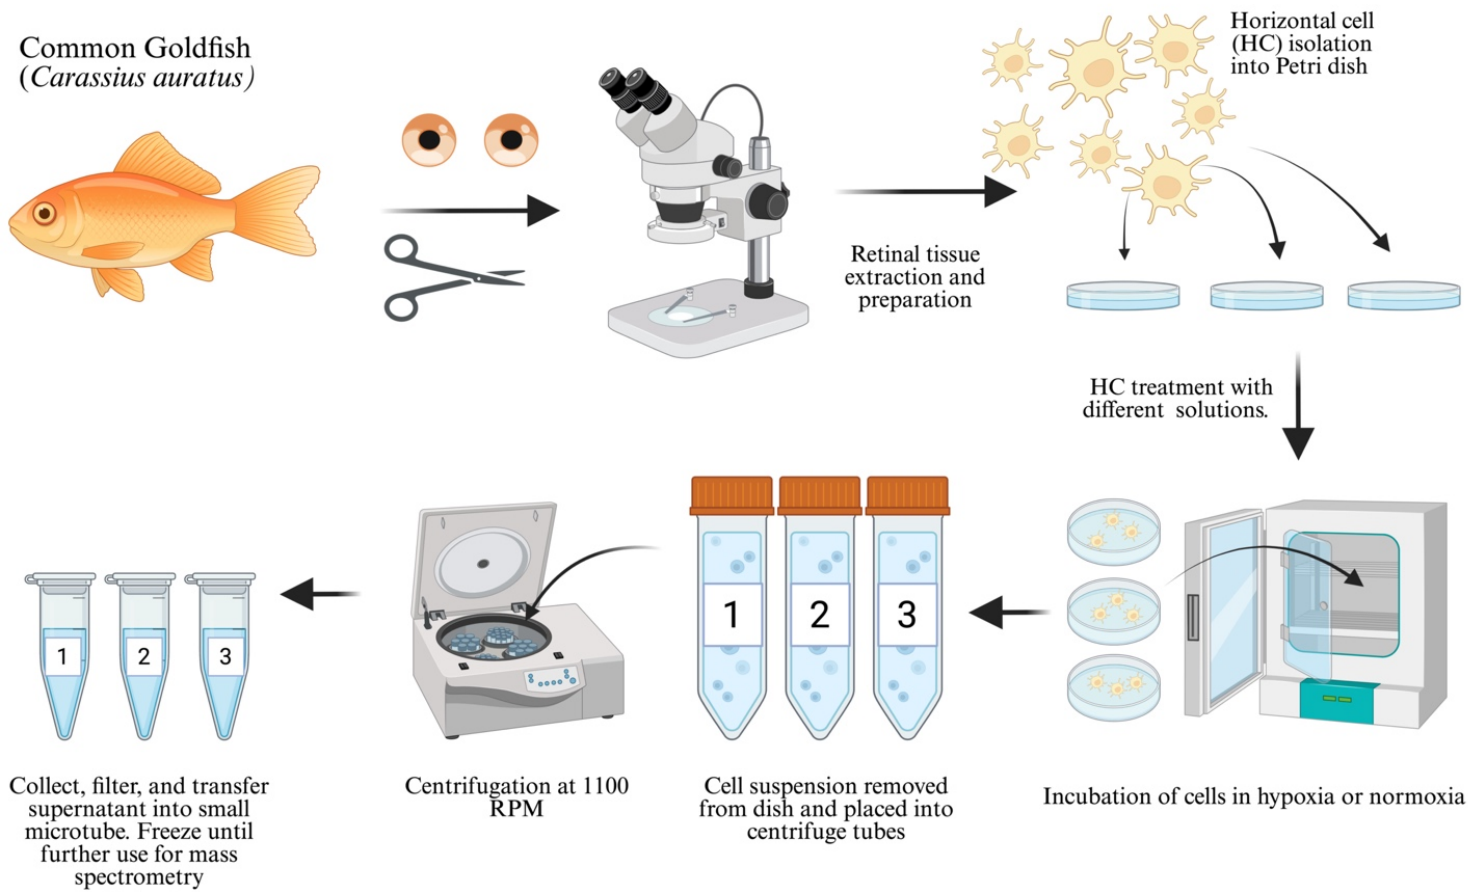 Common Goldfish
(Carassius auratus)
Horizontal cell
(HC) isolation
into Petri dish
Retinal tissue
extraction and
preparation
HC treatment with
different solutions.
Incubation of cells in hypoxia or normoxia
1
2
3
Cell suspension removed
from dish and placed into
centrifuge tubes
Centrifugation at 1100
RPM
1
2
3
Collect, filter, and transfer
supernatant into small
microtube. Freeze until
further use for mass
spectrometry